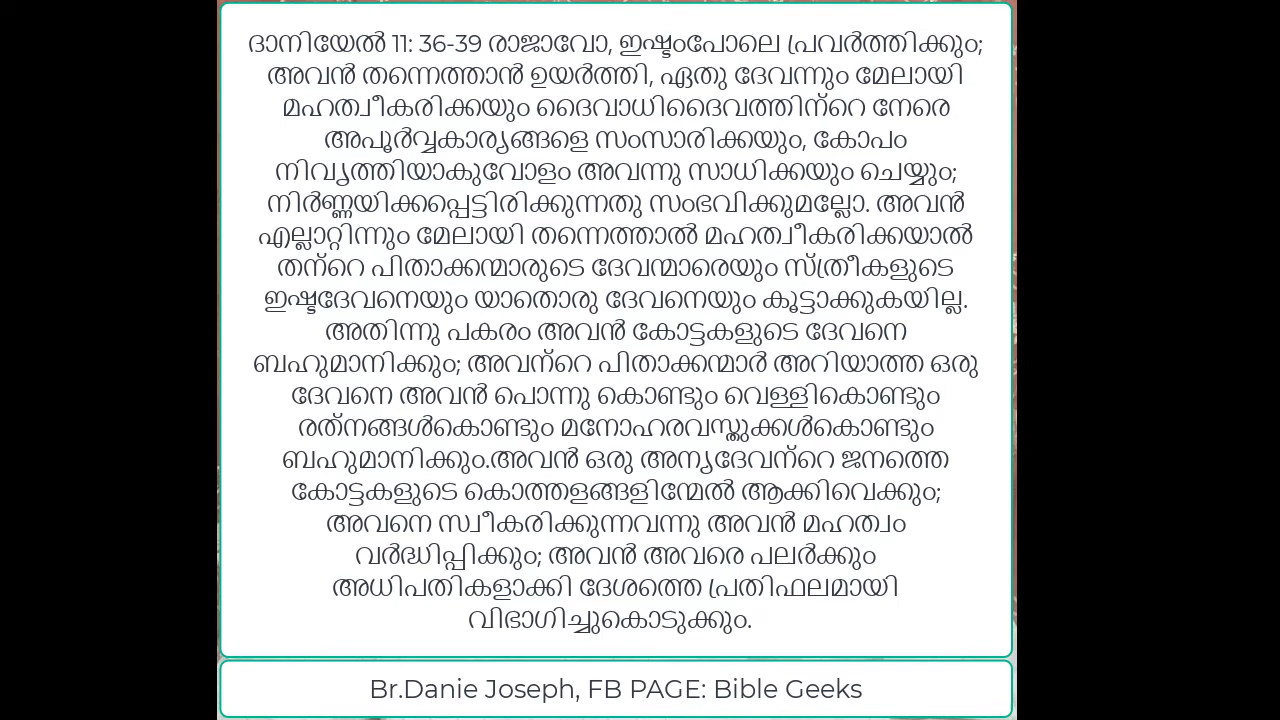 ദാനിയേൽ 11: 36-39 രാജാവോ, ഇഷ്ടംപോലെ പ്രവർത്തിക്കും;
അവൻ തന്നെത്താൻ ഉയർത്തി, ഏതു ദേവന്നും മേലായി
മഹത്വീകരിക്കയും ദൈവാധിദൈവത്തിന്റെ നേരെ
അപൂർവ്വകാര്യങ്ങളെ സംസാരിക്കയും, കോപം
നിവൃത്തിയാകുവോളം അവന്നു സാധിക്കയും ചെയ്യും;
നിർണ്ണയിക്കപ്പെട്ടിരിക്കുന്നതു സംഭവിക്കുമല്ലോ. അവൻ
എല്ലാറ്റിന്നും മേലായി തന്നെത്താൽ മഹത്വീകരിക്കയാൽ
തന്റെ പിതാക്കന്മാരുടെ ദേവന്മാരെയും സ്ത്രീകളുടെ
ഇഷ്ടദേവനെയും യാതൊരു ദേവനെയും കൂട്ടാക്കുകയില്ല.
അതിന്നു പകരം അവൻ കോട്ടകളുടെ ദേവനെ
ബഹുമാനിക്കും; അവന്റെ പിതാക്കന്മാർ അറിയാത്ത ഒരു
ദേവനെ അവൻ പൊന്നു കൊണ്ടും വെള്ളികൊണ്ടും
രത്നങ്ങൾകൊണ്ടും മനോഹരവസ്തുക്കൾകൊണ്ടും
ബഹുമാനിക്കും.അവൻ ഒരു അന്യദേവന്റെ ജനത്തെ
കോട്ടകളുടെ കൊത്തളങ്ങളിന്മേൽ ആക്കിവെക്കും;
അവനെ സ്വീകരിക്കുന്നവന്നു അവൻ മഹത്വം
വർദ്ധിപ്പിക്കും; അവൻ അവരെ പലർക്കും
അധിപതികളാക്കി ദേശത്തെ പ്രതിഫലമായി
വിഭാഗിച്ചുകൊടുക്കും.
Br.Danie Joseph, FB PAGE: Bible Geeks